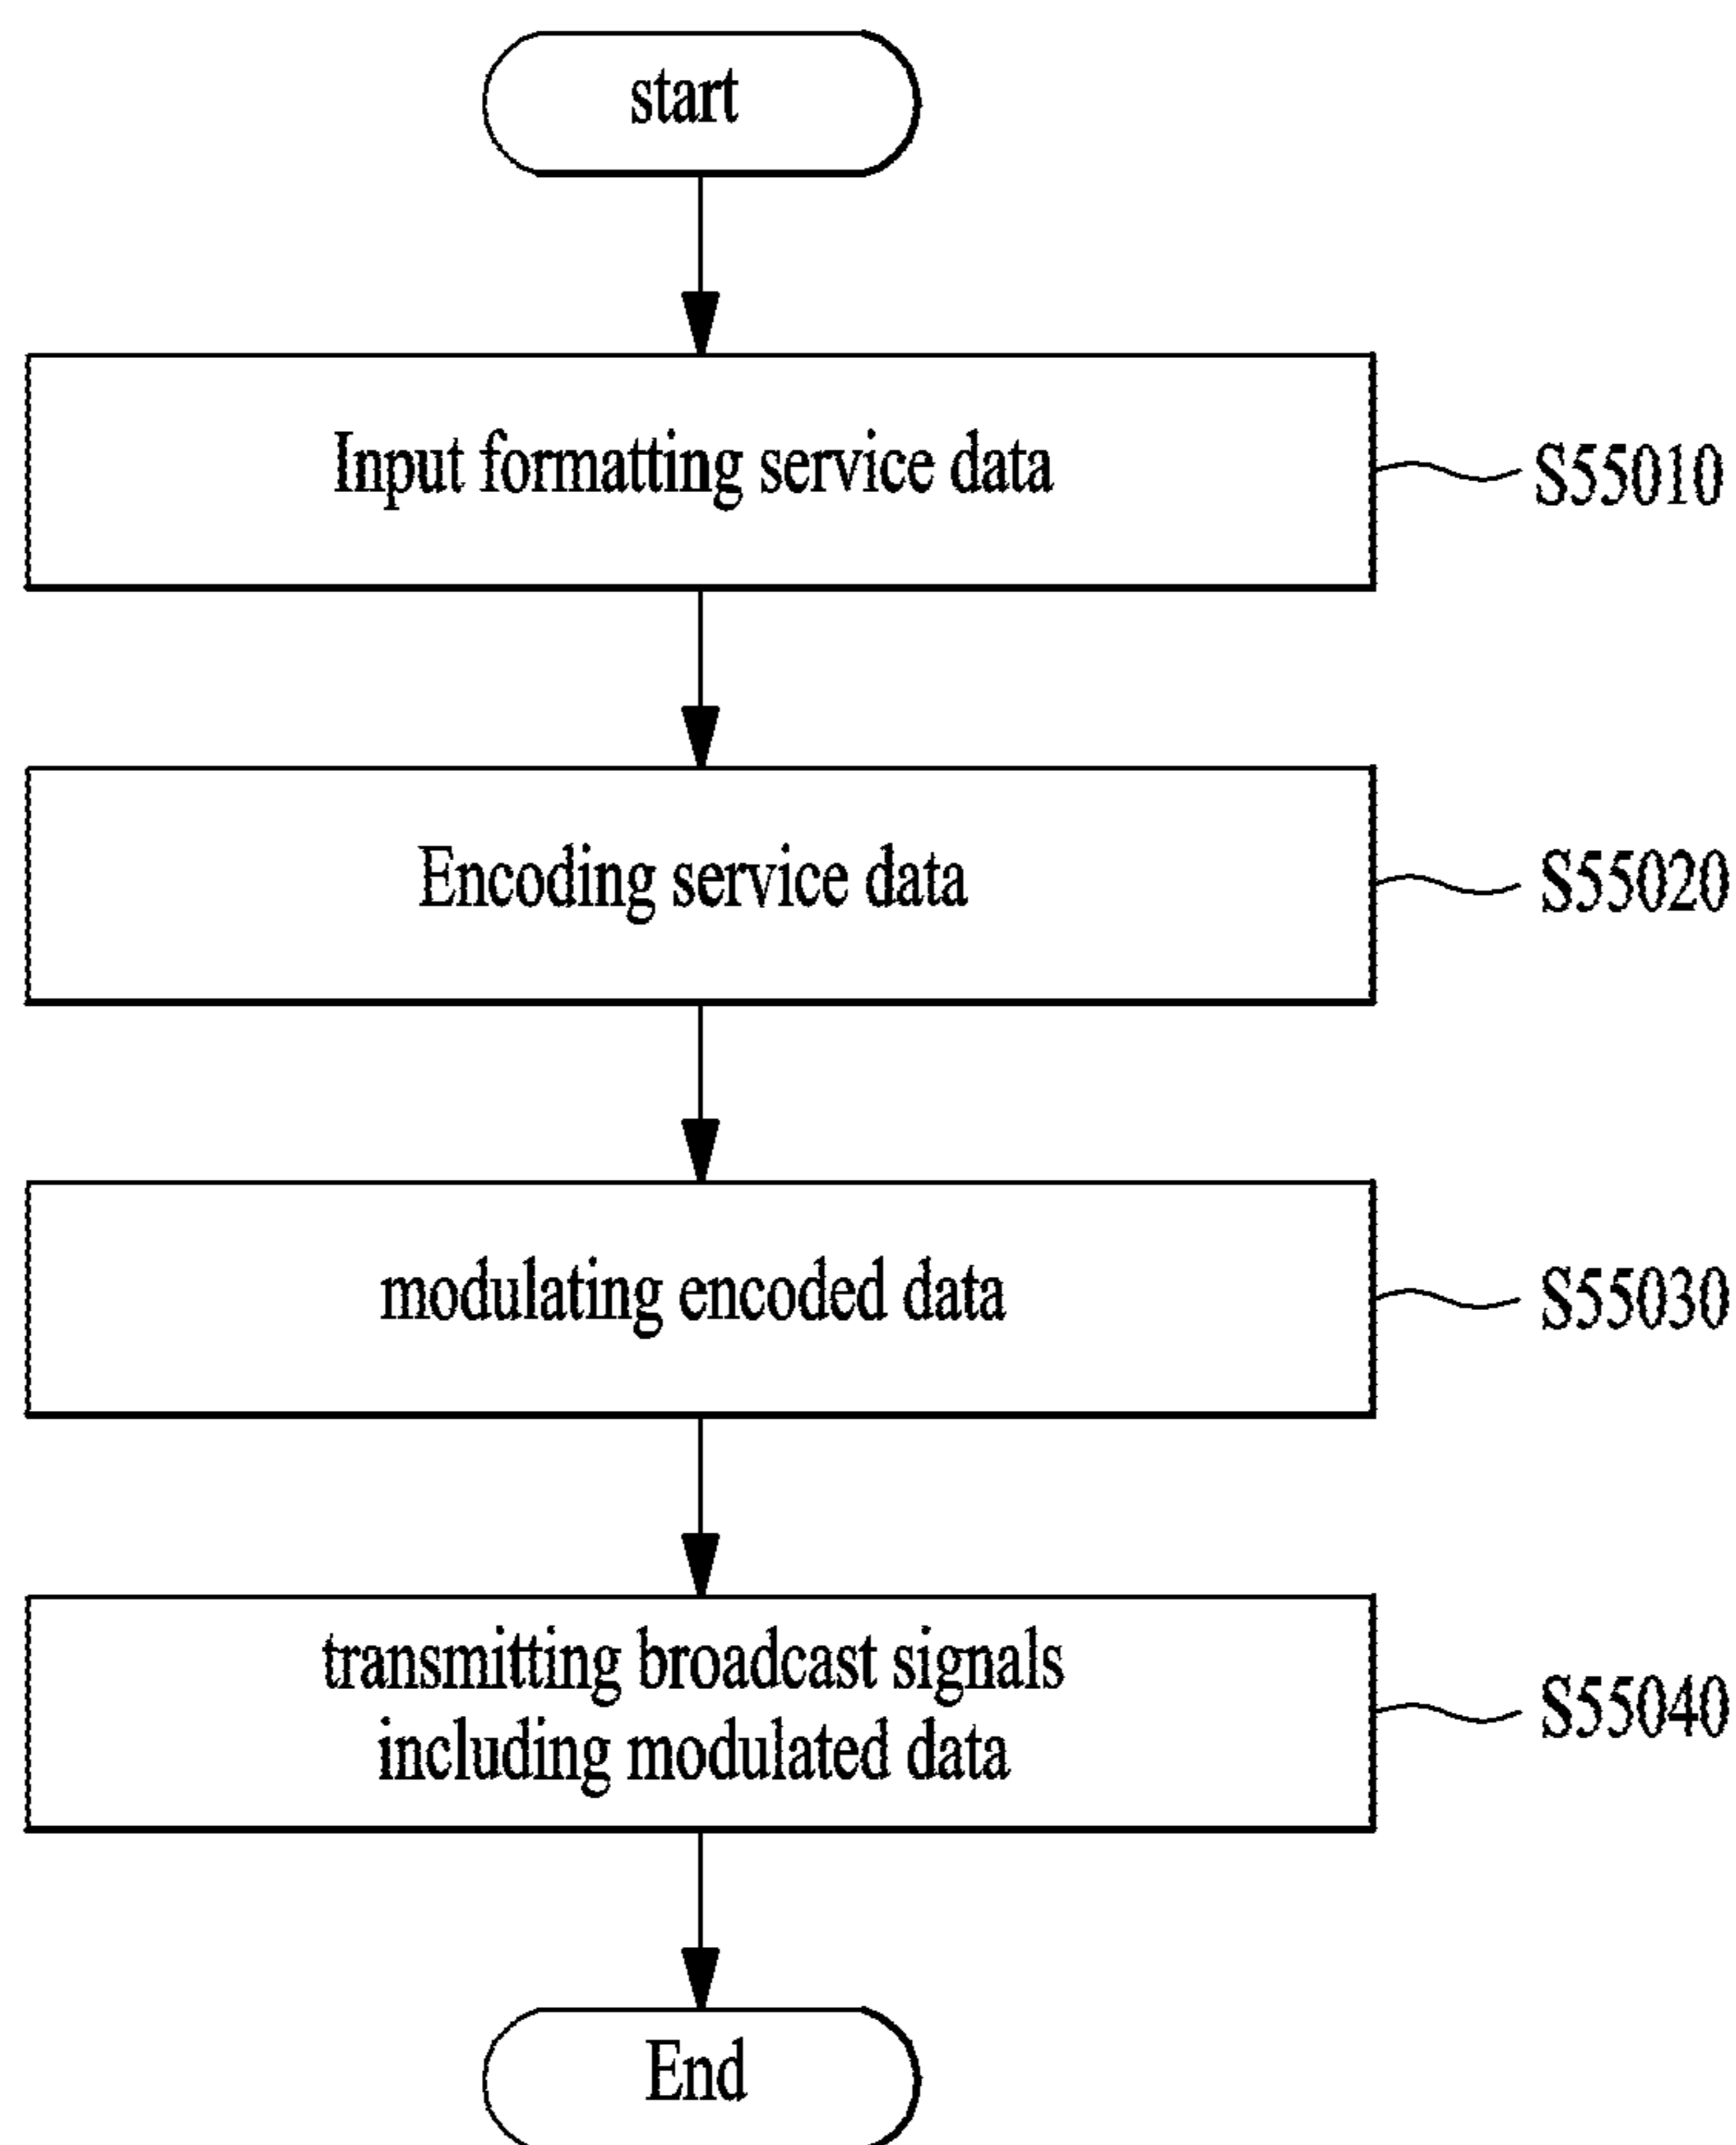 start
Input formatting service data
S55010
Encoding service data
S55020
modulating encoded data
S55030
transmitting broadcast signals
including modulated data
S55040
End